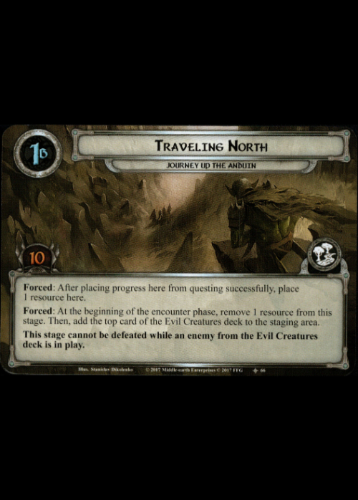 1B
TRAVELING NORTH
JOURNEY UP THE ANDUIN
10
Forced: After placing progress here from questing successfully, place
1 resource here.
Forced: At the beginning of the encounter phase, remove 1 resource from this
stage. Then, add the top card of the Evil Creatures deck to the staging area.
This stage cannot be defeated while an enemy from the Evil Creatures
deck is in play.
Illus. Stanislav Dikolenko © 2017 Middle-earth Enterprises © 2017 FFG